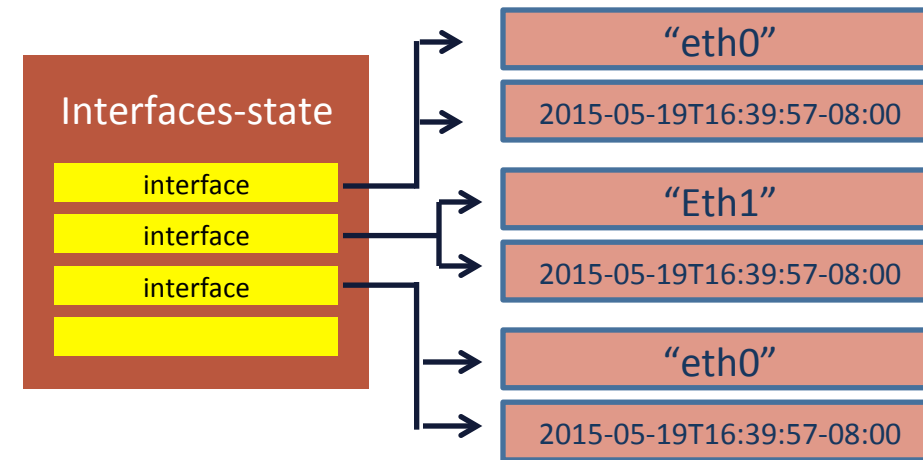 Interfaces-state
interface
interface
interface
“eth0”
2015-05-19T16:39:57-08:00
“Eth1”
2015-05-19T16:39:57-08:00
“eth0”
2015-05-19T16:39:57-08:00